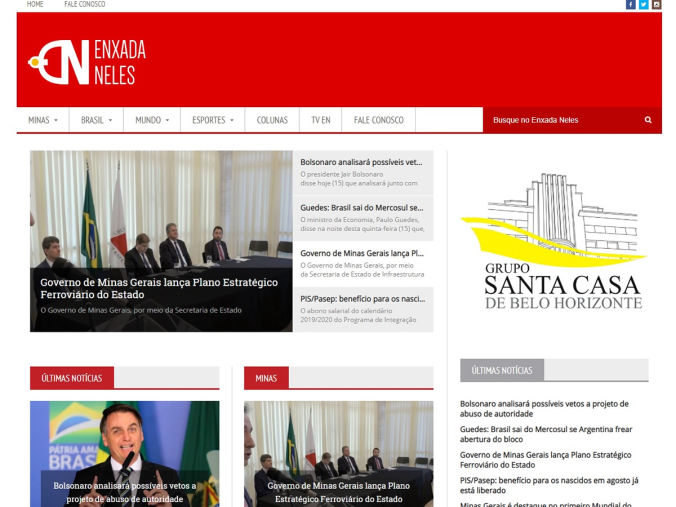 HOME
FALE CONOSCO
EN ENXADA
NELES
MINAS
BRASIL
MUNDO
ESPORTES
COLUNAS
TV EN
FALE CONOSCO
Busque no Enxada Neles
Governo de Minas Gerais lança Plano Estratégico
Ferroviário do Estado
O Governo de Minas Gerais, por meio da Secretaria de Estado
Bolsonaro analisará possíveis vet...
O presidente Jair Bolsonaro
disse hoje (15) que analisará junto com
Guedes: Brasil sai do Mercosul se...
O ministro da Economia, Paulo Guedes,
disse na noite desta quinta-feira (15) que,
Governo de Minas Gerais lança Pl...
O Governo de Minas Gerais, por meio
da Secretaria de Estado de Infraestrutura
PIS/Pasep: benefício para os nasci...
O abono salarial do calendário
2019/2020 do Programa de Integração
GRUPO
SANTA CASA
DE BELO HORIZONTE
ÚLTIMAS NOTÍCIAS
PÁTRIA AMADA
BRAS
Bolsonaro analisará possíveis vetos a
projeto de abuso de autoridade
MINAS
Governo de Minas Gerais lança Plano
Estratégico Ferroviário do Estado
ÚLTIMAS NOTÍCIAS
Bolsonaro analisará possíveis vetos a projeto de
abuso de autoridade
Guedes: Brasil sai do Mercosul se Argentina frear
abertura do bloco
Governo de Minas Gerais lança Plano Estratégico
Ferroviário do Estado
PIS/Pasep: benefício para os nascidos em agosto já
está liberado
Minas Gerais é destaque no primeiro Mundial do